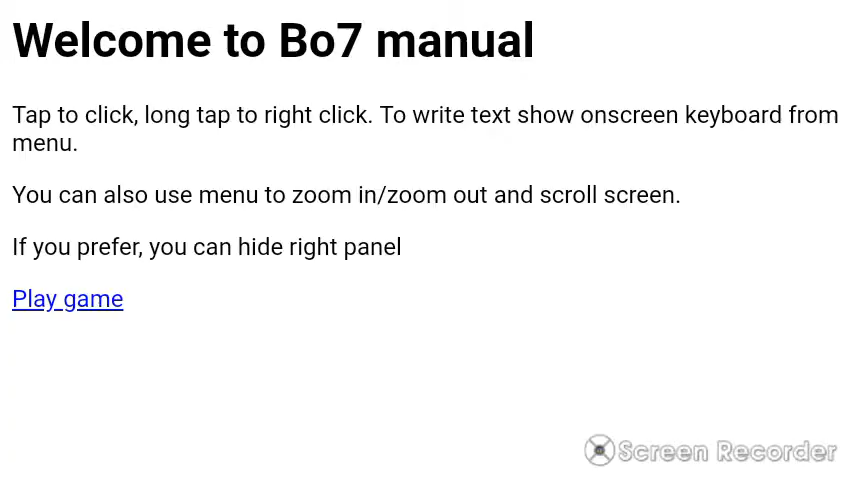 Welcome to Bo7 manual
Tap to click, long tap to right click. To write text show onscreen keyboard from
menu.
You can also use menu to zoom in/zoom out and scroll screen.
If you prefer, you can hide right panel
Play game
Screen Recorder